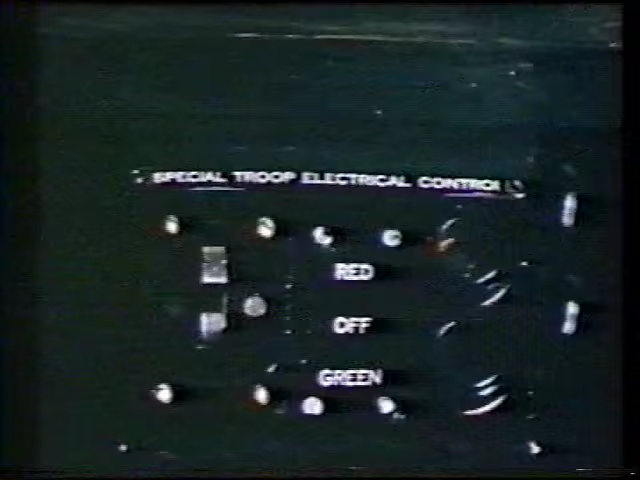 SPECIAL TROOP ELECTRICAL CONTROL
RED
OFF
GREEN